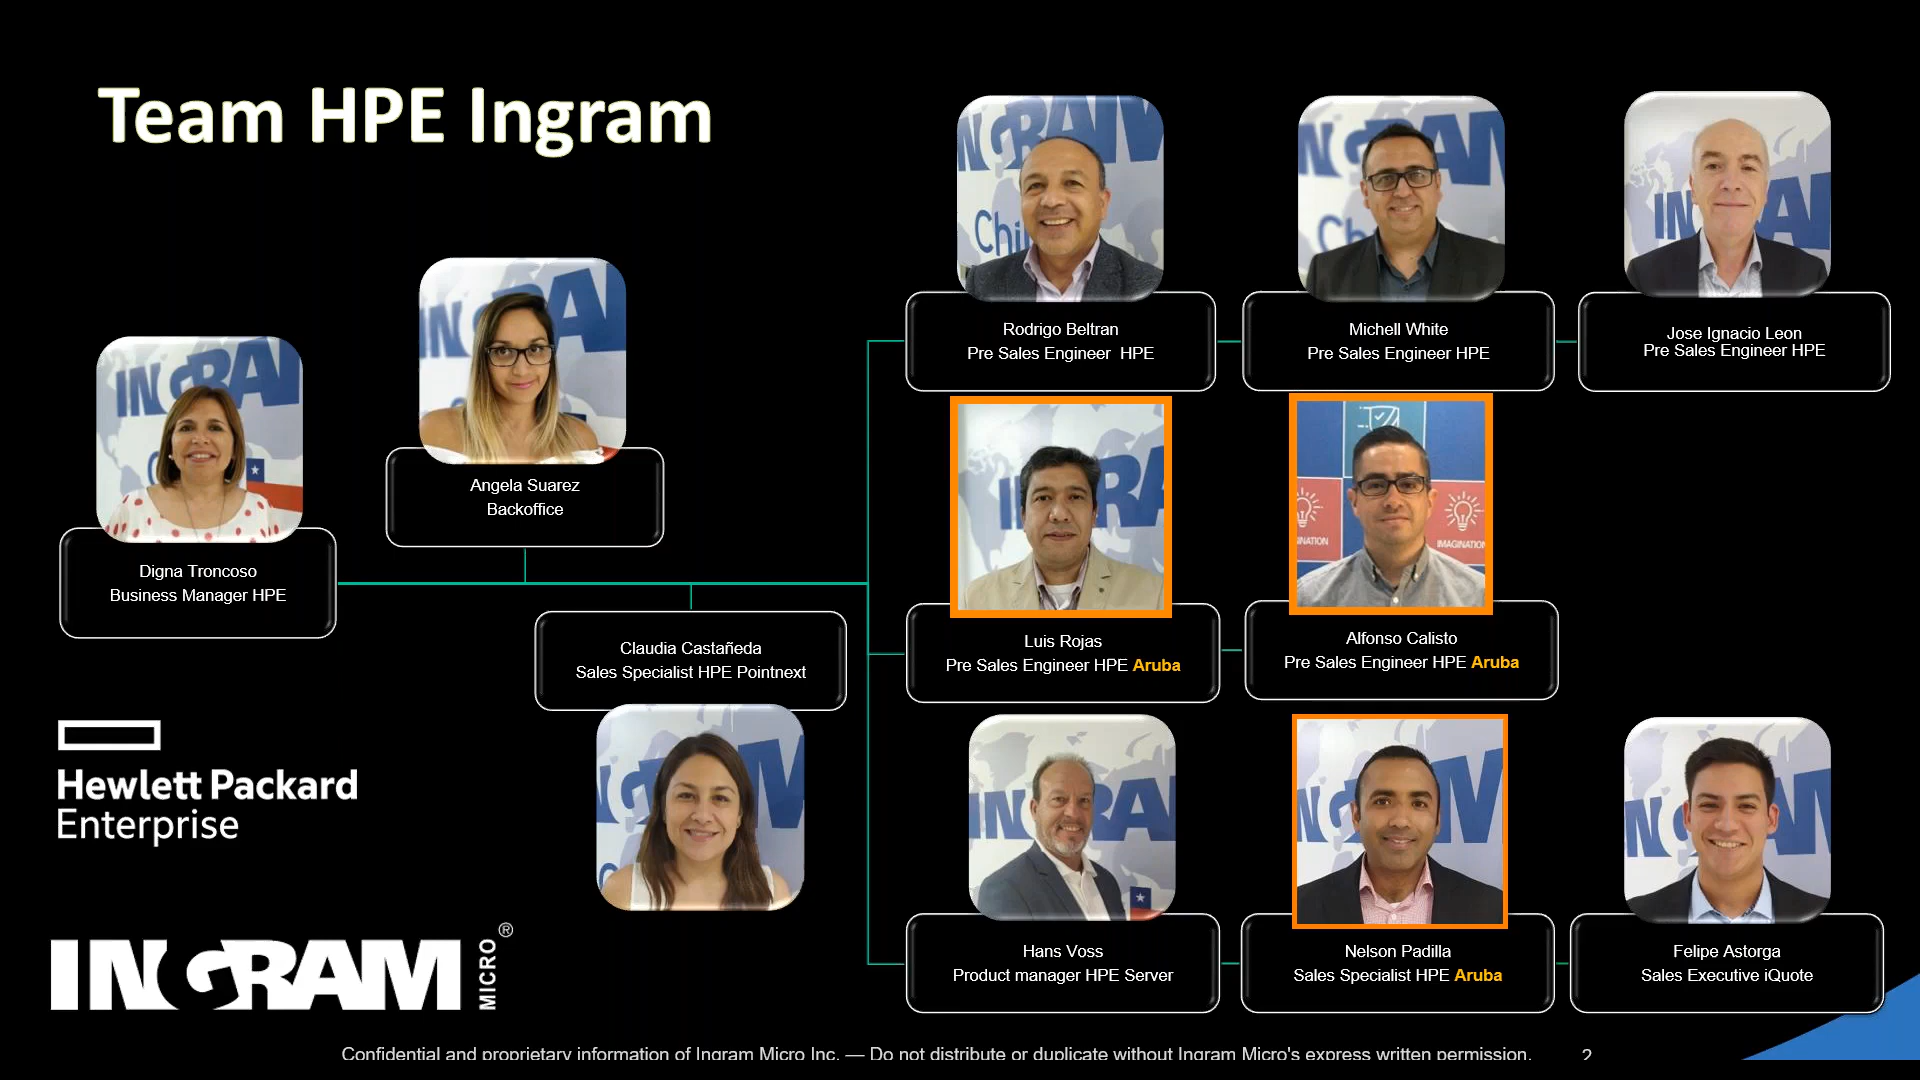 Team HPE Ingram
Rodrigo Beltran
Pre Sales Engineer  HPE
Michell White
Pre Sales Engineer HPE
Jose Ignacio Leon
Pre Sales Engineer HPE
Angela Suarez
Backoffice
Digna Troncoso
Business Manager HPE
Claudia Castañeda
Sales Specialist HPE Pointnext
Luis Rojas
Pre Sales Engineer HPE Aruba
Alfonso Calisto
Pre Sales Engineer HPE Aruba
Hans Voss
Product manager HPE Server
Nelson Padilla
Sales Specialist HPE Aruba
Felipe Astorga
Sales Executive iQuote
Hewlett Packard
Enterprise
INGRAM MICRO®
Confidential and proprietary information of Ingram Micro Inc. — Do not distribute or duplicate without Ingram Micro's express written permission.
2